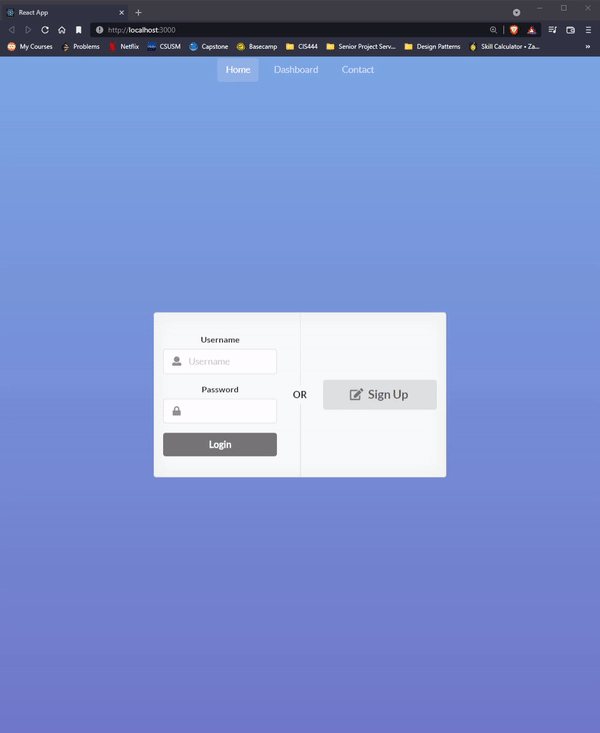 React App
http://localhost:3000
My Courses Problems Netflix CSUSM Capstone Basecamp CIS444 Senior Project Serv... Design Patterns Skill Calculator • Za... »
Home Dashboard Contact
Username
Username
Password
OR
Sign Up
Login